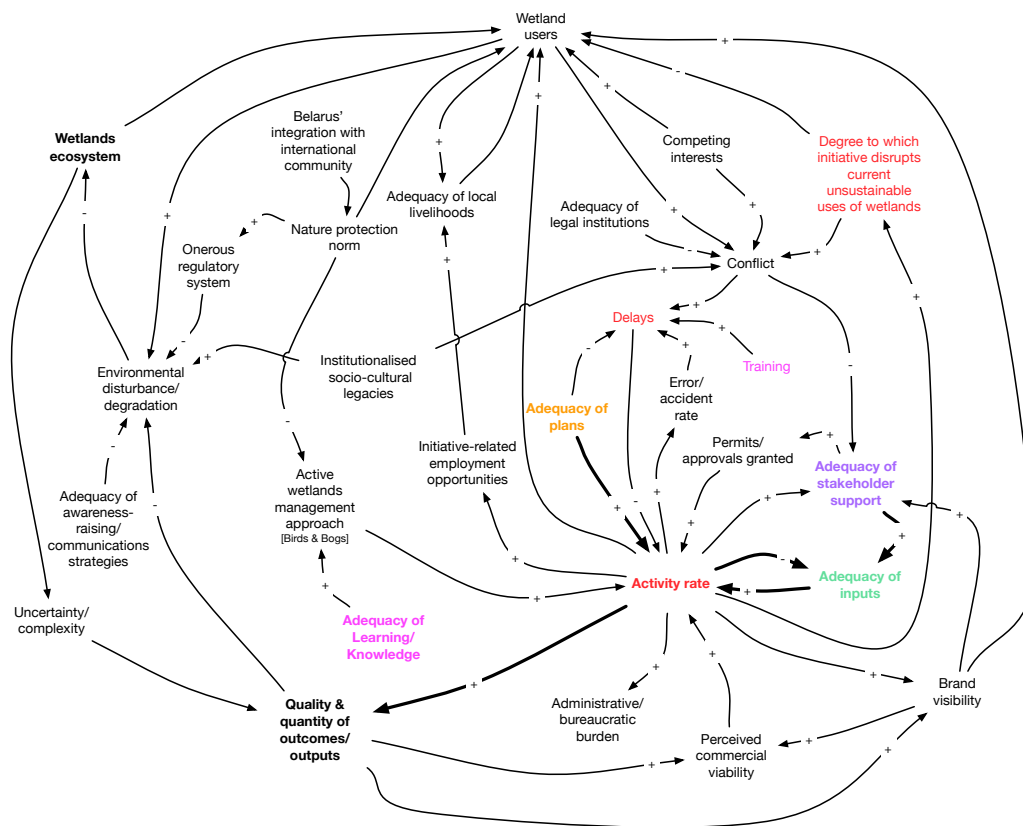 Wetland
users
Belarus'
integration with
international
community
Wetlands
ecosystem
Competing
interests
Degree to which
initiative disrupts
current
unsustainable
uses of wetlands
Adequacy of local
livelihoods
Adequacy of
legal institutions
Nature protection
norm
Onerous
regulatory
system
Conflict
Delays
Training
Institutionalised
socio-cultural
legacies
Environmental
disturbance/
degradation
Error/
accident
rate
Adequacy of
plans
Permits/
approvals granted
Initiative-related
employment
opportunities
Adequacy of
stakeholder
support
Active
wetlands
management
approach
[Birds & Bogs]
Adequacy of
awareness-
raising/
communications
strategies
Activity rate
Adequacy of
inputs
Uncertainty/
complexity
Adequacy of
Learning/
Knowledge
Brand
visibility
Quality &
quantity of
outcomes/
outputs
Administrative/
bureaucratic
burden
Perceived
commercial
viability